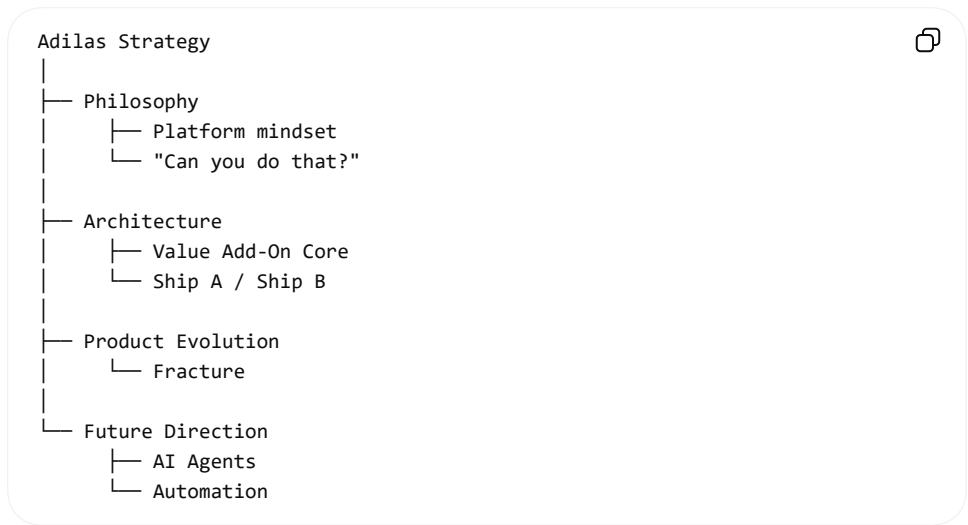 Adilas Strategy
│
├── Philosophy
│     ├── Platform mindset
│     └── "Can you do that?"
│
├── Architecture
│     ├── Value Add-On Core
│     └── Ship A / Ship B
│
├── Product Evolution
│     └── Fracture
│
└── Future Direction
      ├── AI Agents
      └── Automation